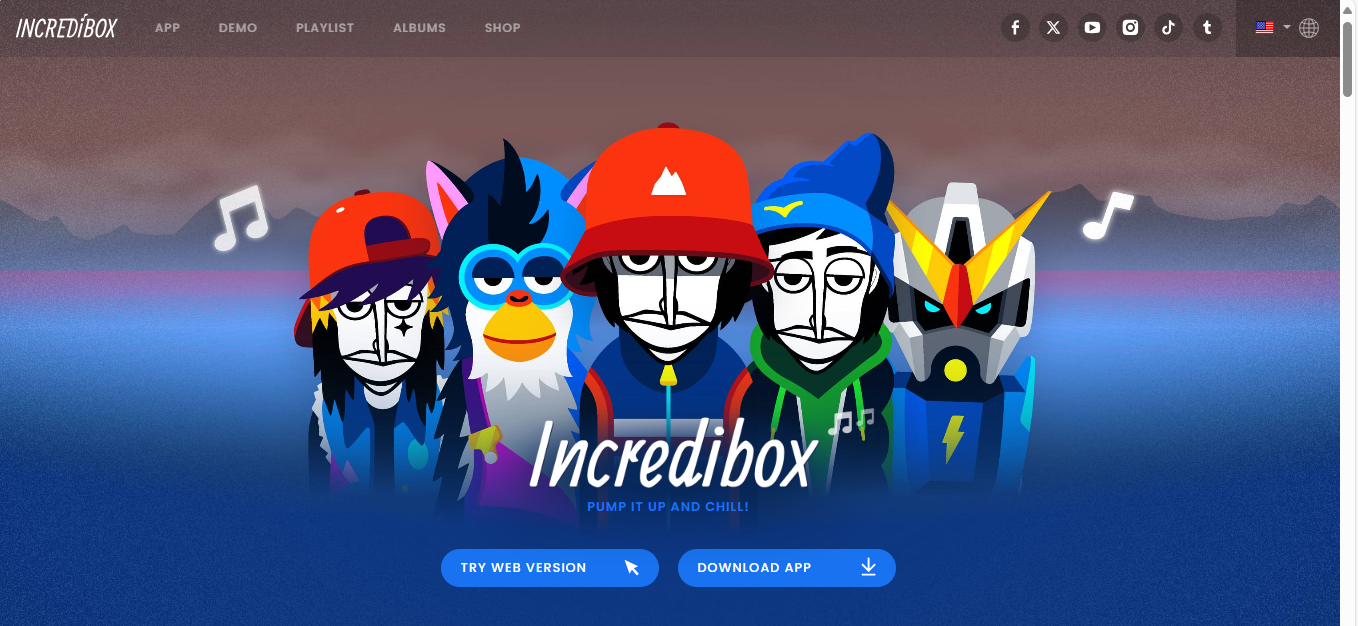 INCREDIBOX APP DEMO PLAYLIST ALBUMS SHOP
Incredibox
PUMP IT UP AND CHILL!
TRY WEB VERSION DOWNLOAD APP